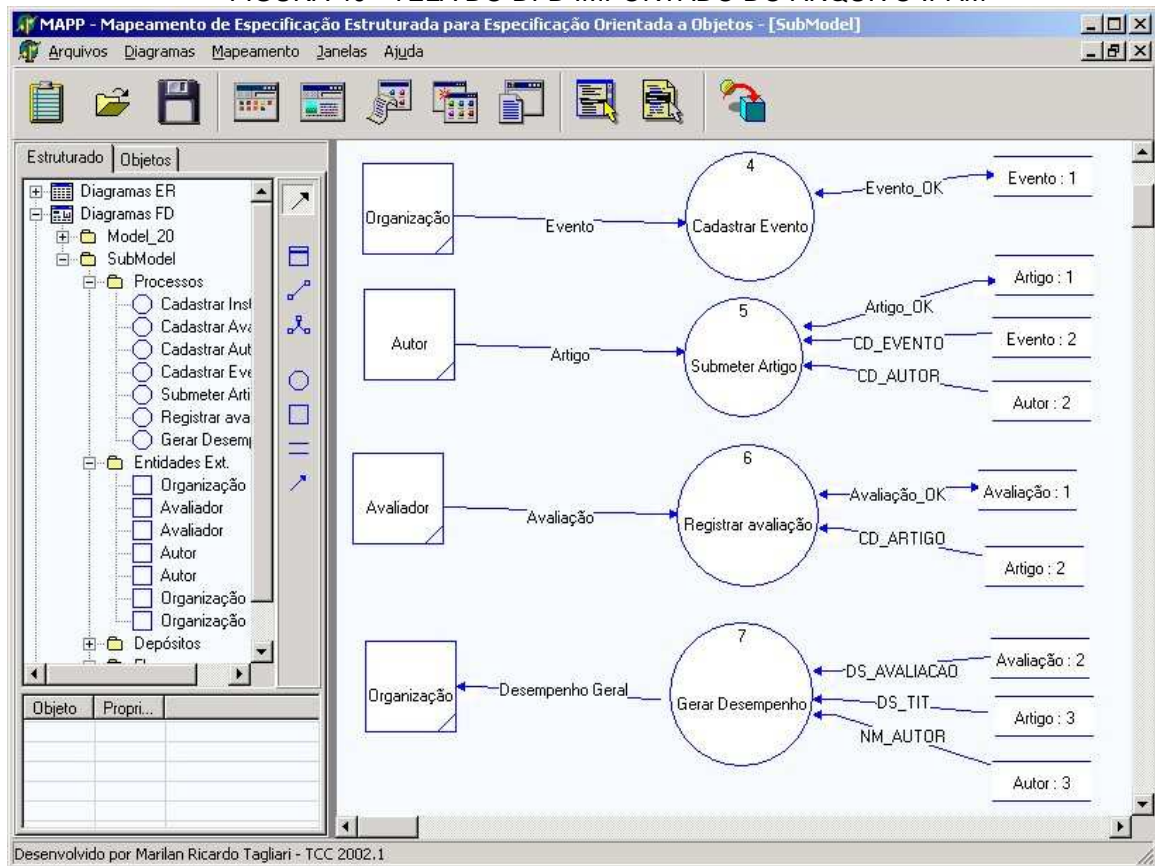 MAPP - Mapeamento de Especificação Estruturada para Especificação Orientada a Objetos - [SubModel]
Arquivos Diagramas Mapeamento Janelas Ajuda
Estruturado Objetos
Diagramas ER
Diagramas FD
Model_20
SubModel
Processos
Cadastrar Inst
Cadastrar Ava
Cadastrar Aut
Cadastrar Eve
Submeter Arti
Registrar ava
Gerar Desemp
Entidades Ext.
Organização
Avaliador
Avaliador
Autor
Autor
Organização
Organização
Depósitos
Objeto Propri...
Organização
Evento
4
Cadastrar Evento
Evento_OK
Evento : 1
Autor
Artigo
5
Submeter Artigo
Artigo_OK
Artigo : 1
CD_EVENTO
Evento : 2
CD_AUTOR
Autor : 2
Avaliador
Avaliação
6
Registrar avaliação
Avaliação_OK
Avaliação : 1
CD_ARTIGO
Artigo : 2
Organização
Desempenho Geral
7
Gerar Desempenho
DS_AVALIACAO
Avaliação : 2
DS_TIT
Artigo : 3
NM_AUTOR
Autor : 3
Desenvolvido por Marilan Ricardo Tagliari - TCC 2002.1